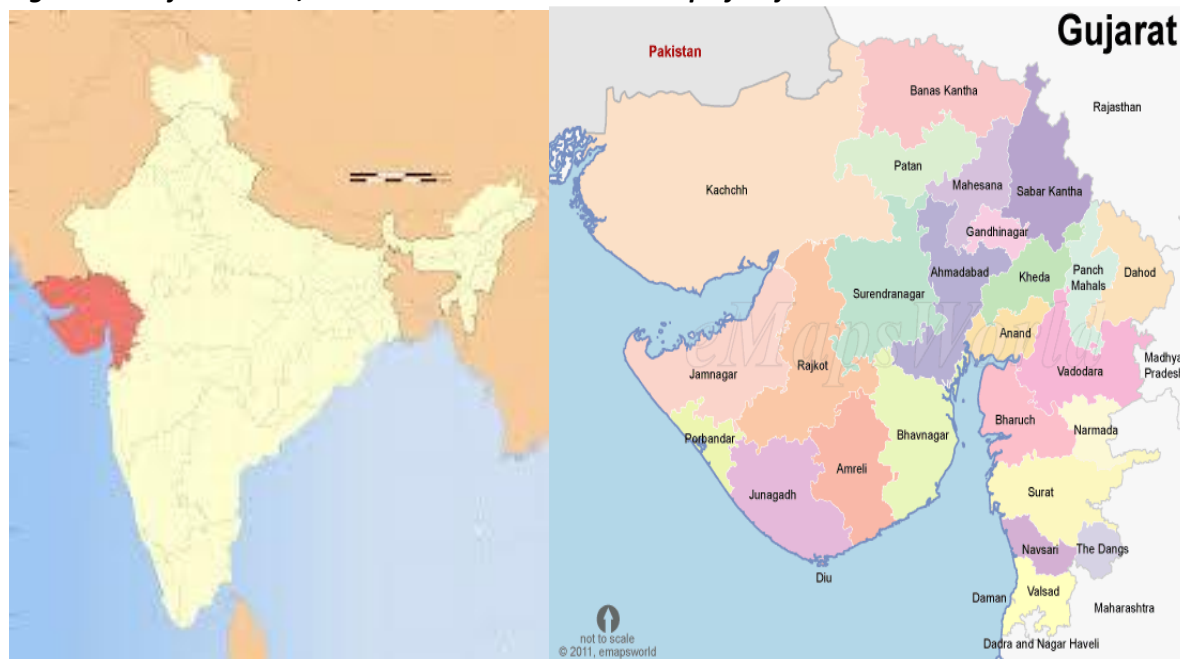 Gujarat
Pakistan
Banas Kantha
Rajasthan
Patan
Kachchh
Mahesana
Sabar Kantha
Gandhinagar
Ahmadabad
Kheda
Panch
Mahals
Dahod
Surendranagar
eMapsWorld
Anand
Rajkot
Jamnagar
Vadodara
Madhya
Pradesh
Bharuch
Narmada
Porbandar
Bhavnagar
Amreli
Junagadh
Surat
Navsari
The Dangs
Diu
Valsad
Daman
Maharashtra
not to scale
© 2011, emapsworld
Dadra and Nagar Haveli